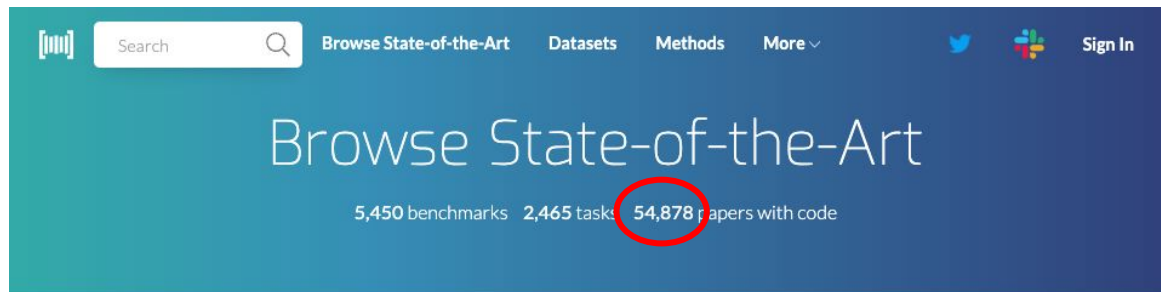 Search Browse State-of-the-Art Datasets Methods More Sign In
Browse State-of-the-Art
5,450 benchmarks 2,465 tasks 54,878 papers with code